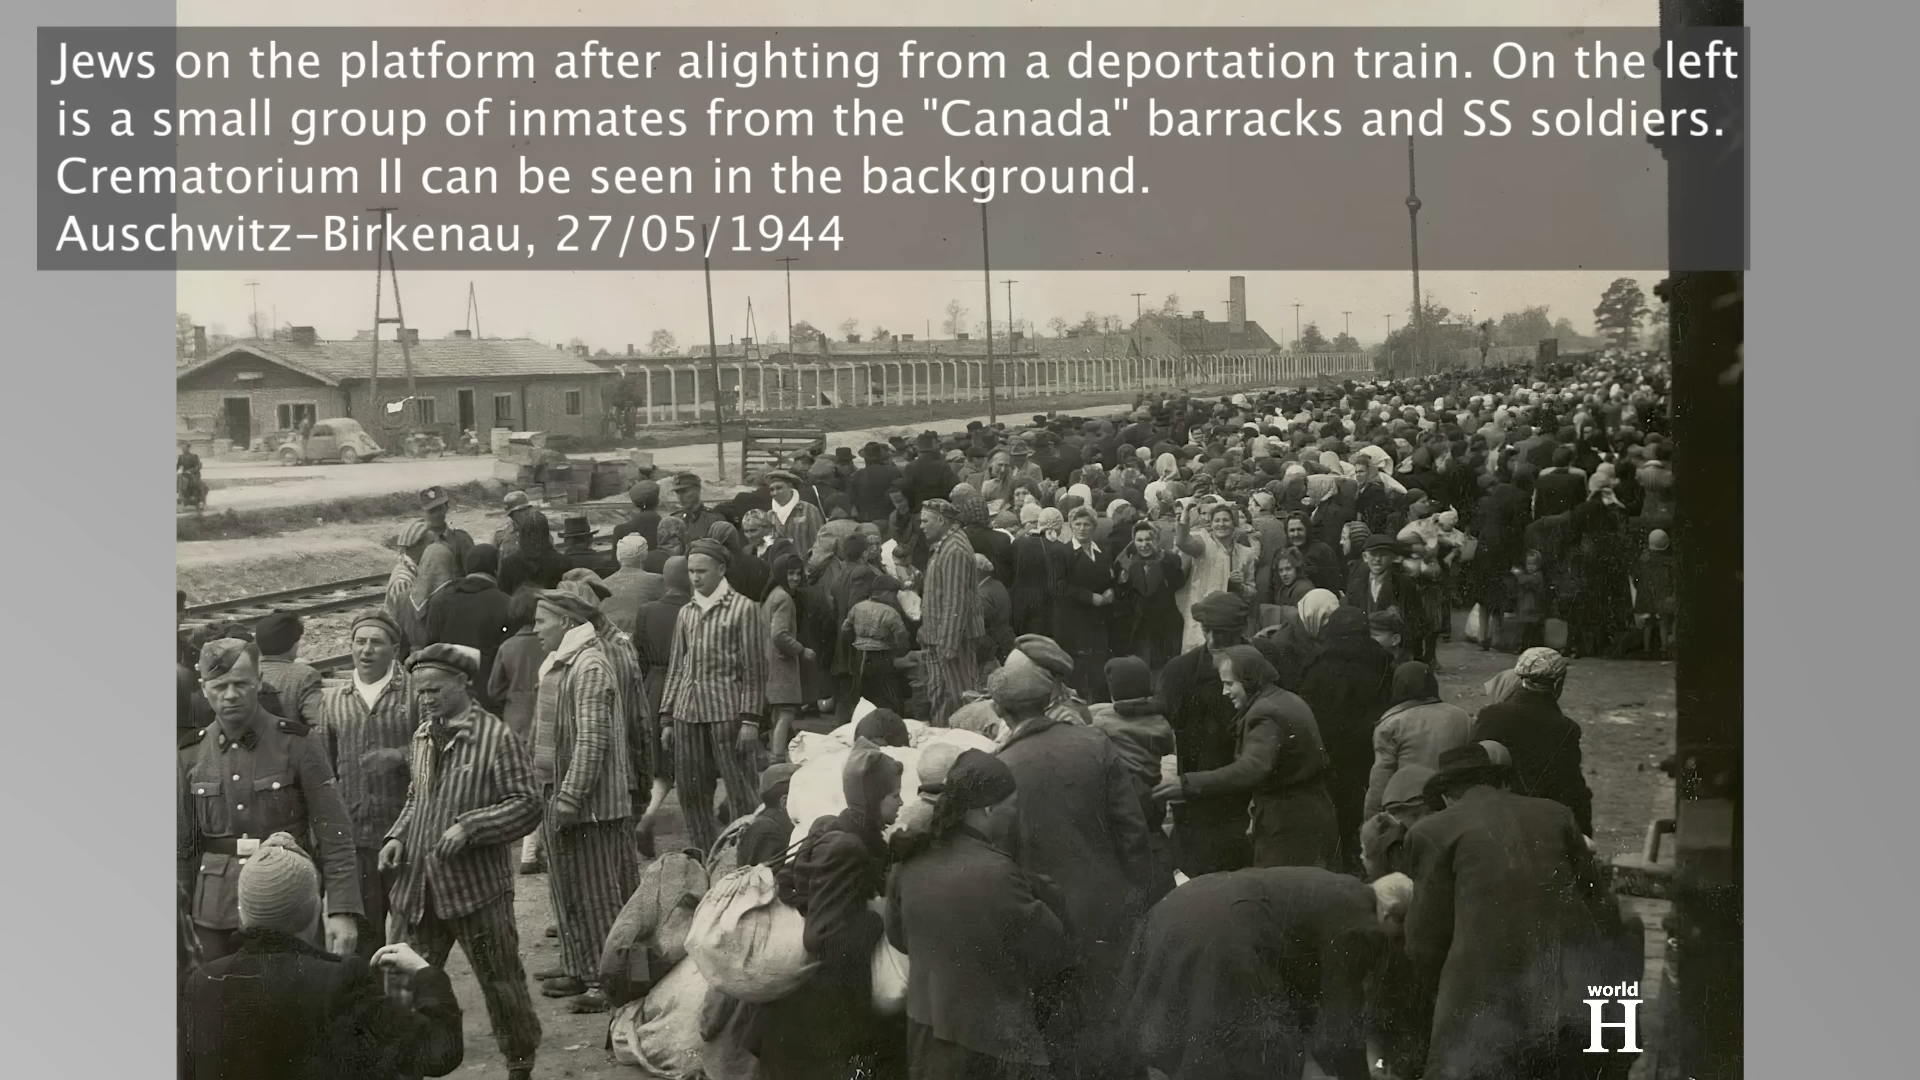 Jews on the platform after alighting from a deportation train. On the left
is a small group of inmates from the "Canada" barracks and SS soldiers.
Crematorium II can be seen in the background.
Auschwitz-Birkenau, 27/05/1944
world
H